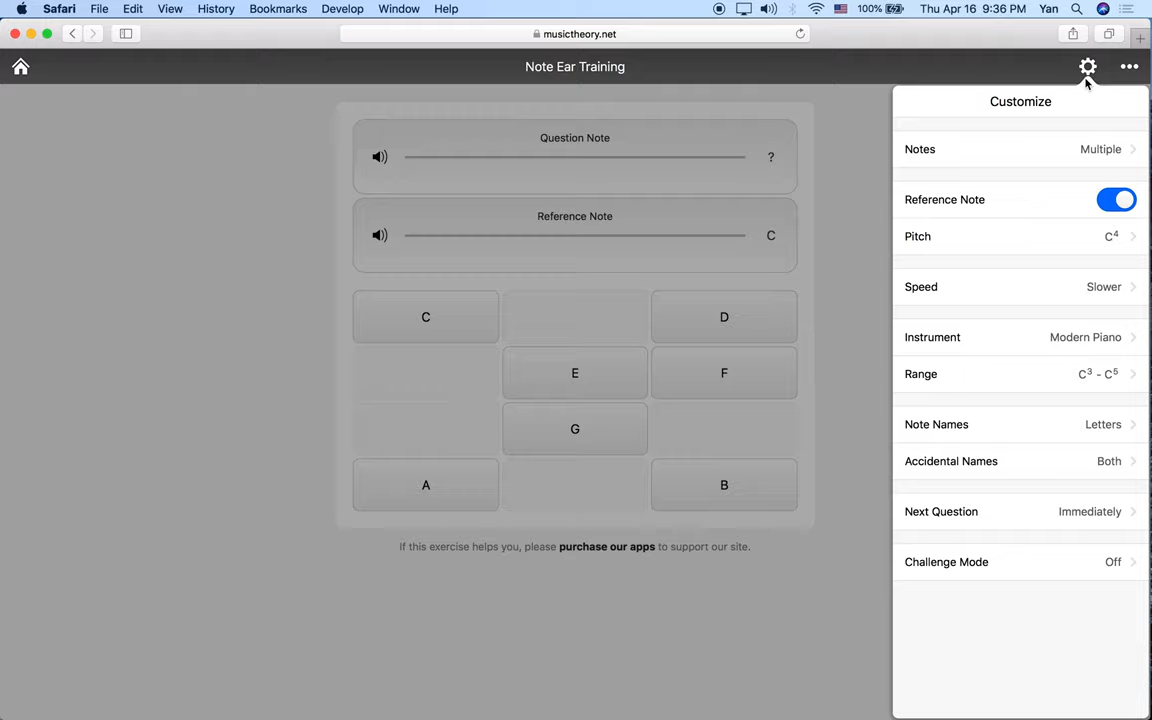 Safari File Edit View History Bookmarks Develop Window Help 100% Thu Apr 16 9:36 PM Yan
musictheory.net
Note Ear Training
Customize
Question Note
?
Reference Note
C
C D
E F
G
A B
If this exercise helps you, please purchase our apps to support our site.
Notes Multiple
Reference Note
Pitch C4
Speed Slower
Instrument Modern Piano
Range C3 - C5
Note Names Letters
Accidental Names Both
Next Question Immediately
Challenge Mode Off